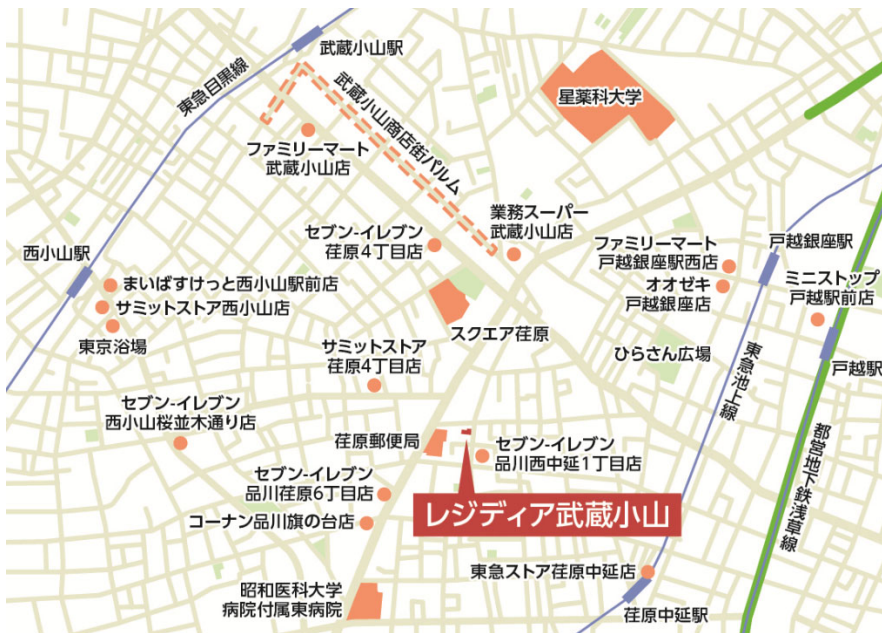 武蔵小山駅
東急目黒線
武蔵小山商店街パルム
星薬科大学
ファミリーマート
武蔵小山店
業務スーパー
武蔵小山店
セブン-イレブン
荏原4丁目店
ファミリーマート
戸越銀座駅西店
戸越銀座駅
西小山駅
まいばすけっと西小山駅前店
オオゼキ
戸越銀座店
ミニストップ
戸越駅前店
サミットストア西小山店
東京浴場
スクエア荏原
サミットストア
荏原4丁目店
ひらさん広場
東急池上線
戸越駅
セブン-イレブン
西小山桜並木通り店
荏原郵便局
セブン-イレブン
品川西中延1丁目店
都営地下鉄浅草線
セブン-イレブン
品川荏原6丁目店
レジディア武蔵小山
コーナン品川旗の台店
東急ストア荏原中延店
昭和医科大学
病院付属東病院
荏原中延駅